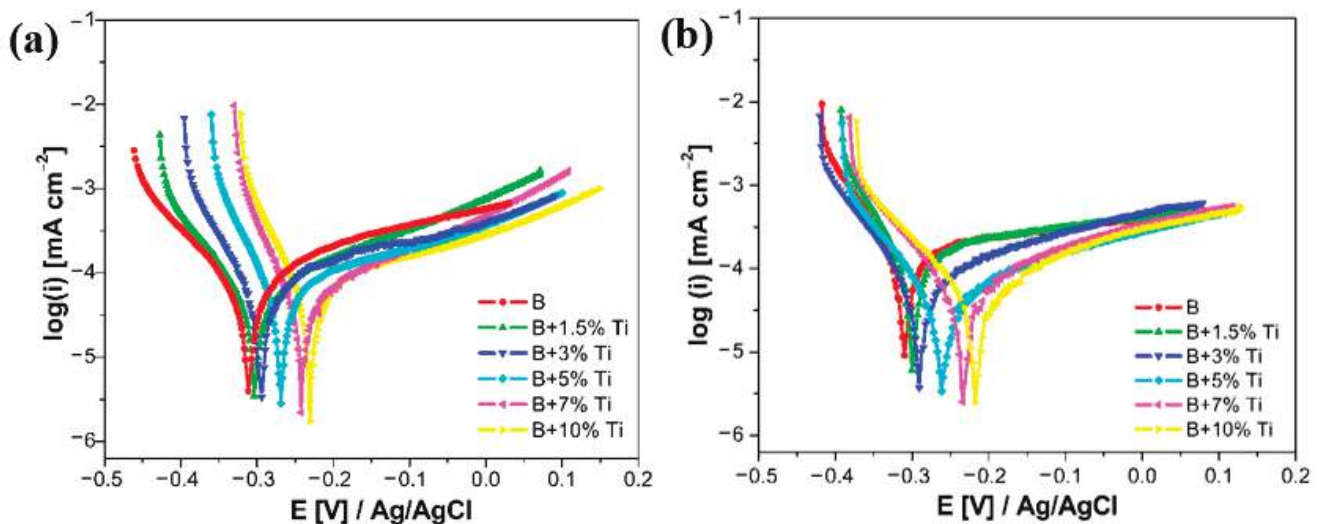 (a)
−1
−2
−3
−4
−5
−6
log(i) [mA cm⁻²]
B
B+1.5% Ti
B+3% Ti
B+5% Ti
B+7% Ti
B+10% Ti
−0.5 −0.4 −0.3 −0.2 −0.1 0.0 0.1 0.2
E [V] / Ag/AgCl
(b)
−1
−2
−3
−4
−5
−6
log (i) [mA cm⁻²]
B
B+1.5% Ti
B+3% Ti
B+5% Ti
B+7% Ti
B+10% Ti
−0.5 −0.4 −0.3 −0.2 −0.1 0.0 0.1 0.2
E [V] / Ag/AgCl